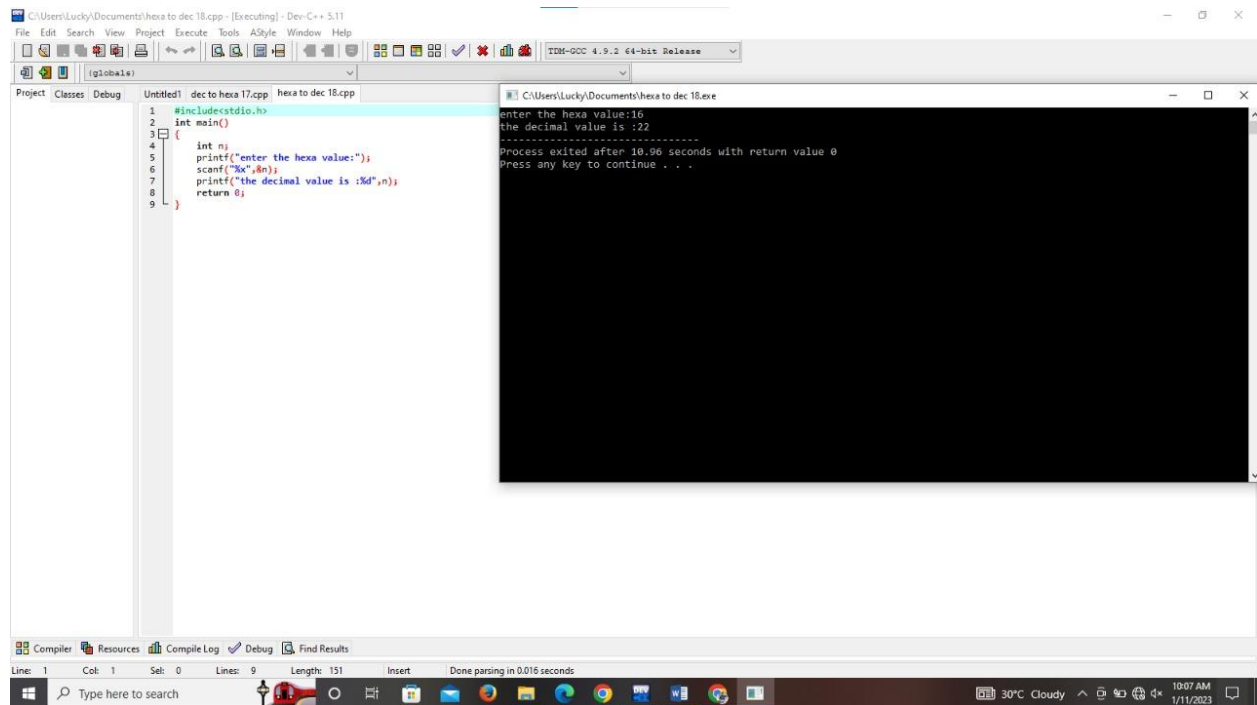 C:\Users\Lucky\Documents\hexa to dec 18.cpp - [Executing] - Dev-C++ 5.11
File Edit Search View Project Execute Tools AStyle Window Help
TDM-GCC 4.9.2 64-bit Release
(globals)
Project Classes Debug
Untitled1 dec to hexa 17.cpp hexa to dec 18.cpp
1 #include<stdio.h>
2 int main()
3 {
4 int n;
5 printf("enter the hexa value:");
6 scanf("%x",&n);
7 printf("the decimal value is :%d",n);
8 return 0;
9 }
C:\Users\Lucky\Documents\hexa to dec 18.exe
enter the hexa value:16
the decimal value is :22
--------------------------------
Process exited after 10.96 seconds with return value 0
Press any key to continue . . .
Compiler Resources Compile Log Debug Find Results
Line: 1 Col: 1 Sel: 0 Lines: 9 Length: 151 Insert Done parsing in 0.016 seconds
Type here to search
DEV
W
30°C Cloudy
10:07 AM
1/11/2023